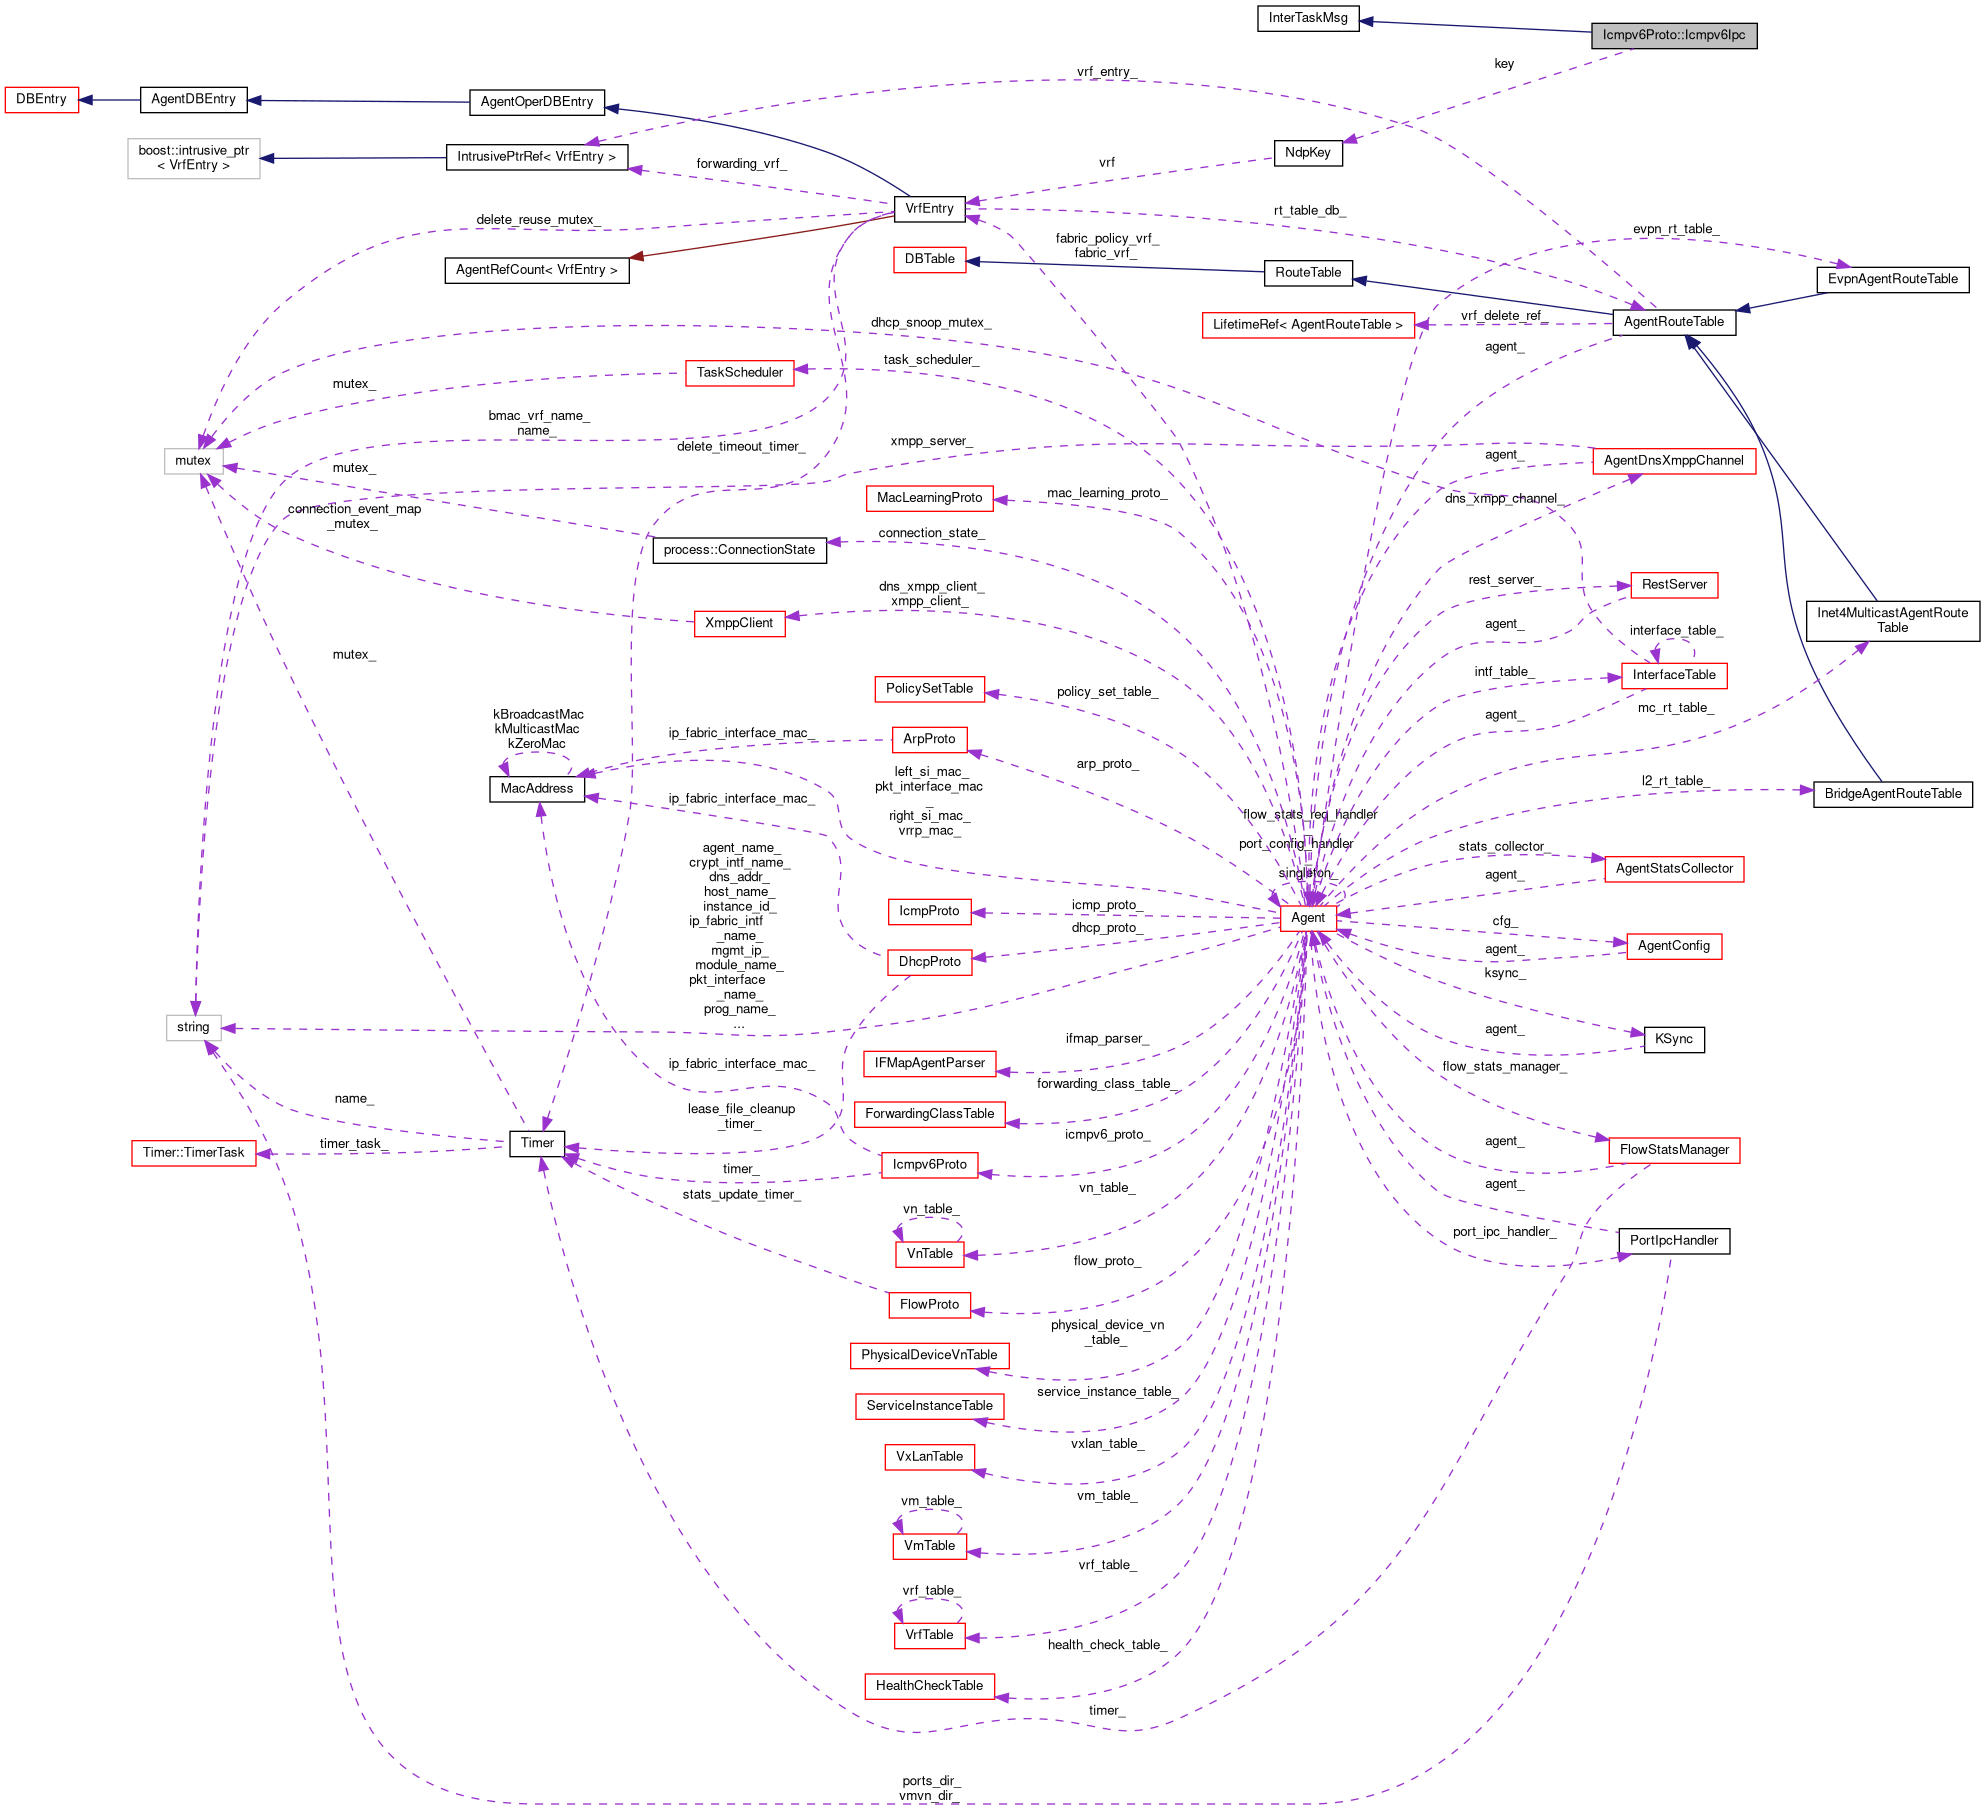 InterTaskMsg
Icmpv6Proto::Icmpv6Ipc
key
vrf_entry_
DBEntry
AgentDBEntry
AgentOperDBEntry
boost::intrusive_ptr
< VrfEntry >
IntrusivePtrRef< VrfEntry >
forwarding_vrf_
vrf
NdpKey
delete_reuse_mutex_
VrfEntry
rt_table_db_
evpn_rt_table_
AgentRefCount< VrfEntry >
DBTable
fabric_policy_vrf_
fabric_vrf_
RouteTable
EvpnAgentRouteTable
dhcp_snoop_mutex_
LifetimeRef< AgentRouteTable >
vrf_delete_ref_
AgentRouteTable
agent_
mutex_
TaskScheduler
task_scheduler_
bmac_vrf_name_
name_
delete_timeout_timer_
xmpp_server_
mutex
mutex_
agent_
AgentDnsXmppChannel
MacLearningProto
mac_learning_proto_
dns_xmpp_channel_
connection_event_map
_mutex_
process::ConnectionState
connection_state_
rest_server_
RestServer
dns_xmpp_client_
xmpp_client_
XmppClient
agent_
interface_table_
Inet4MulticastAgentRoute
Table
mutex_
PolicySetTable
policy_set_table_
intf_table_
InterfaceTable
kBroadcastMac
kMulticastMac
kZeroMac
ip_fabric_interface_mac_
ArpProto
agent_
mc_rt_table_
arp_proto_
MacAddress
ip_fabric_interface_mac_
left_si_mac_
pkt_interface_mac
_
right_si_mac_
vrrp_mac_
l2_rt_table_
BridgeAgentRouteTable
flow_stats_req_handler
_
port_config_handler
_
singleton_
agent_name_
crypt_intf_name_
dns_addr_
host_name_
instance_id_
ip_fabric_intf
_name_
mgmt_ip_
module_name_
pkt_interface
_name_
prog_name_
...
stats_collector_
AgentStatsCollector
agent_
IcmpProto
icmp_proto_
Agent
cfg_
AgentConfig
dhcp_proto_
agent_
DhcpProto
ksync_
string
ifmap_parser_
agent_
KSync
ip_fabric_interface_mac_
IFMapAgentParser
flow_stats_manager_
name_
lease_file_cleanup
_timer_
ForwardingClassTable
forwarding_class_table_
Timer::TimerTask
timer_task_
Timer
icmpv6_proto_
agent_
FlowStatsManager
timer_
Icmpv6Proto
agent_
stats_update_timer_
vn_table_
vn_table_
VnTable
port_ipc_handler_
PortIpcHandler
flow_proto_
FlowProto
physical_device_vn
_table_
PhysicalDeviceVnTable
service_instance_table_
ServiceInstanceTable
vxlan_table_
VxLanTable
vm_table_
vm_table_
VmTable
vrf_table_
vrf_table_
VrfTable
health_check_table_
HealthCheckTable
timer_
ports_dir_
vmvn_dir_